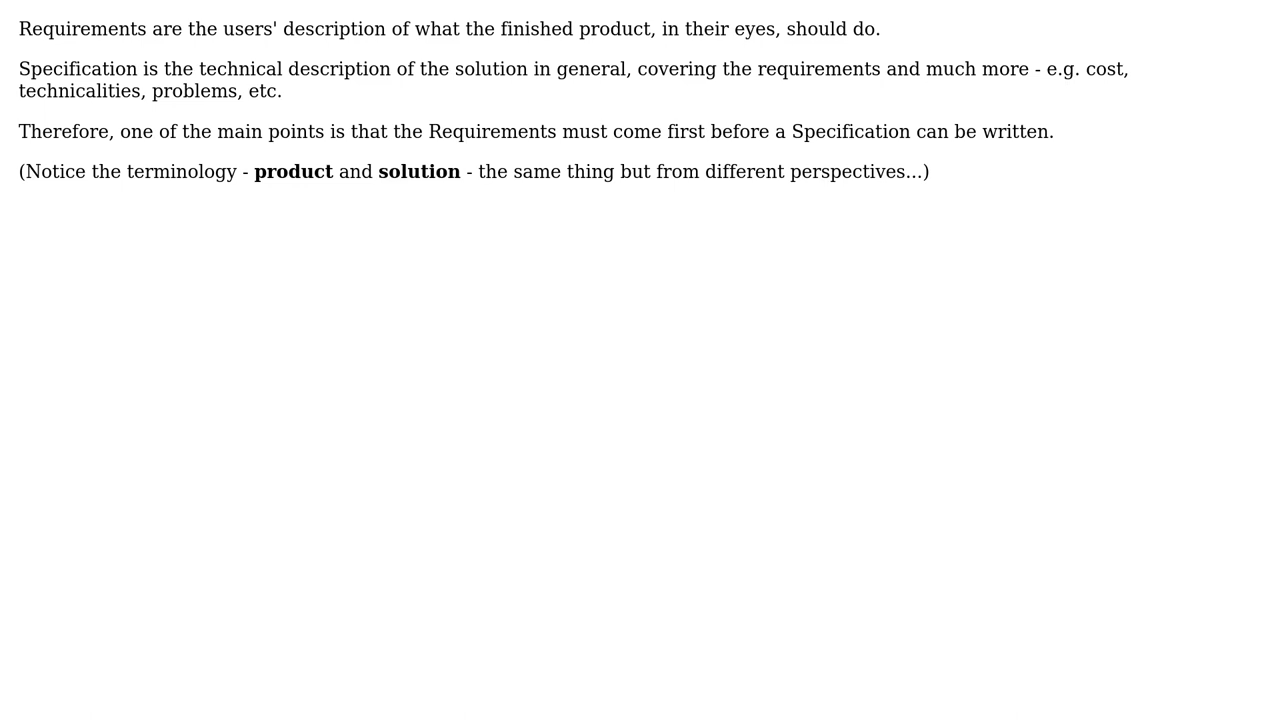 Requirements are the users' description of what the finished product, in their eyes, should do.
Specification is the technical description of the solution in general, covering the requirements and much more - e.g. cost,
technicalities, problems, etc.
Therefore, one of the main points is that the Requirements must come first before a Specification can be written.
(Notice the terminology - product and solution - the same thing but from different perspectives...)